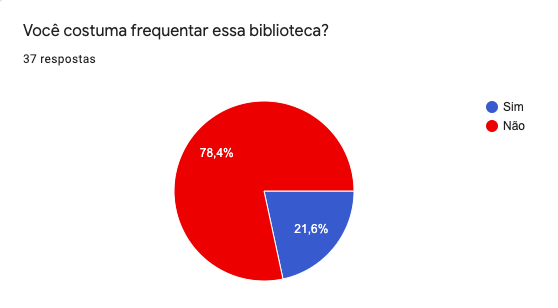 Você costuma frequentar essa biblioteca?
37 respostas
Sim
Não
78,4%
21,6%